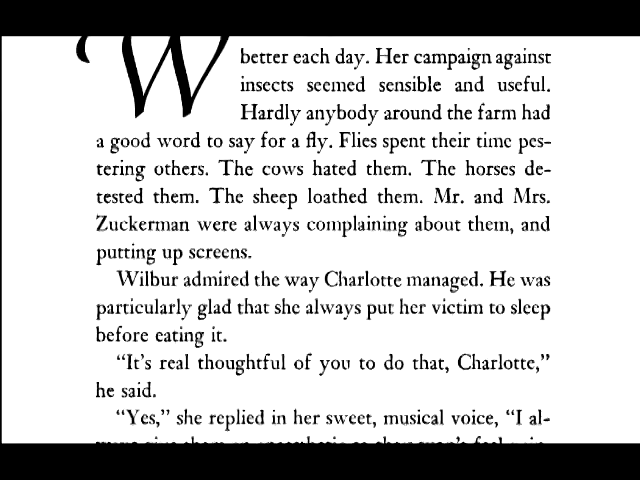 W
better each day. Her campaign against
insects seemed sensible and useful.
Hardly anybody around the farm had
a good word to say for a fly. Flies spent their time pes-
tering others. The cows hated them. The horses de-
tested them. The sheep loathed them. Mr. and Mrs.
Zuckerman were always complaining about them, and
putting up screens.
Wilbur admired the way Charlotte managed. He was
particularly glad that she always put her victim to sleep
before eating it.
“It's real thoughtful of you to do that, Charlotte,”
he said.
“Yes,” she replied in her sweet, musical voice, “I al-